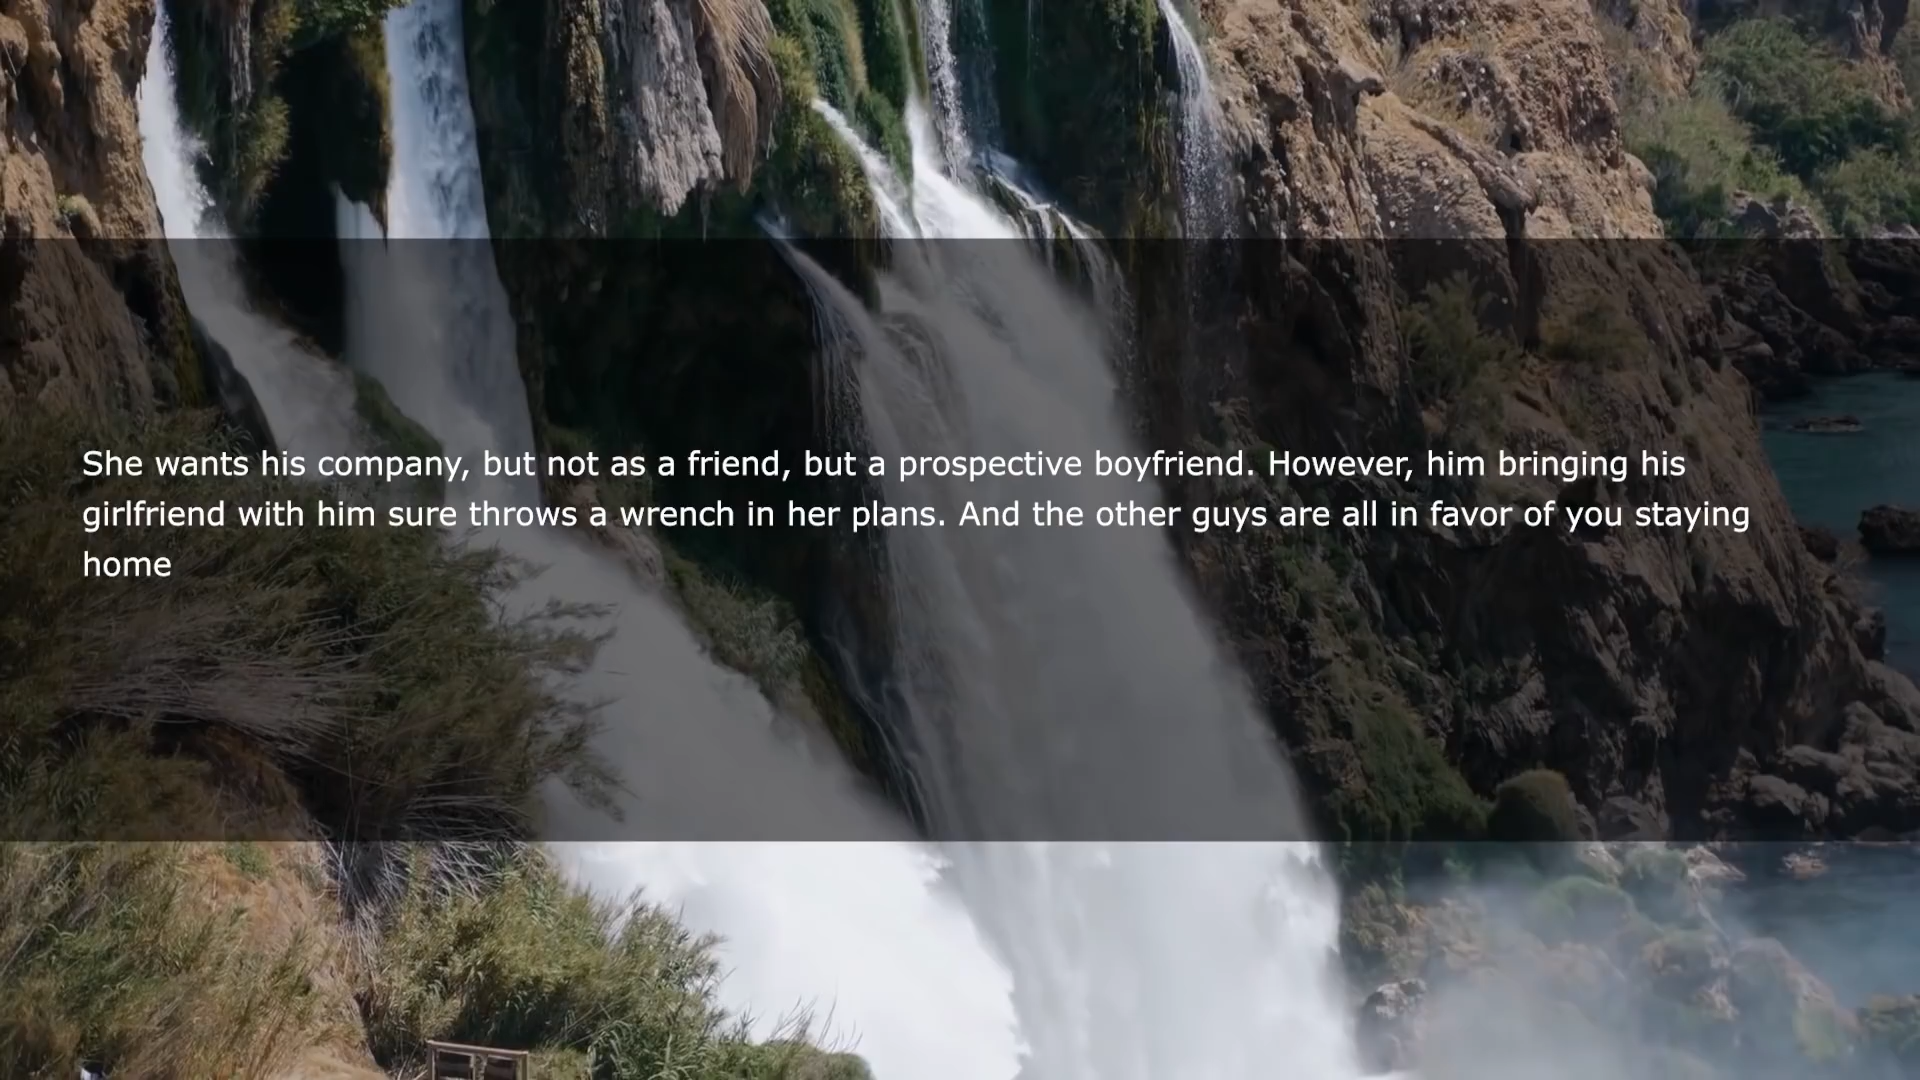 She wants his company, but not as a friend, but a prospective boyfriend. However, him bringing his
girlfriend with him sure throws a wrench in her plans. And the other guys are all in favor of you staying
home